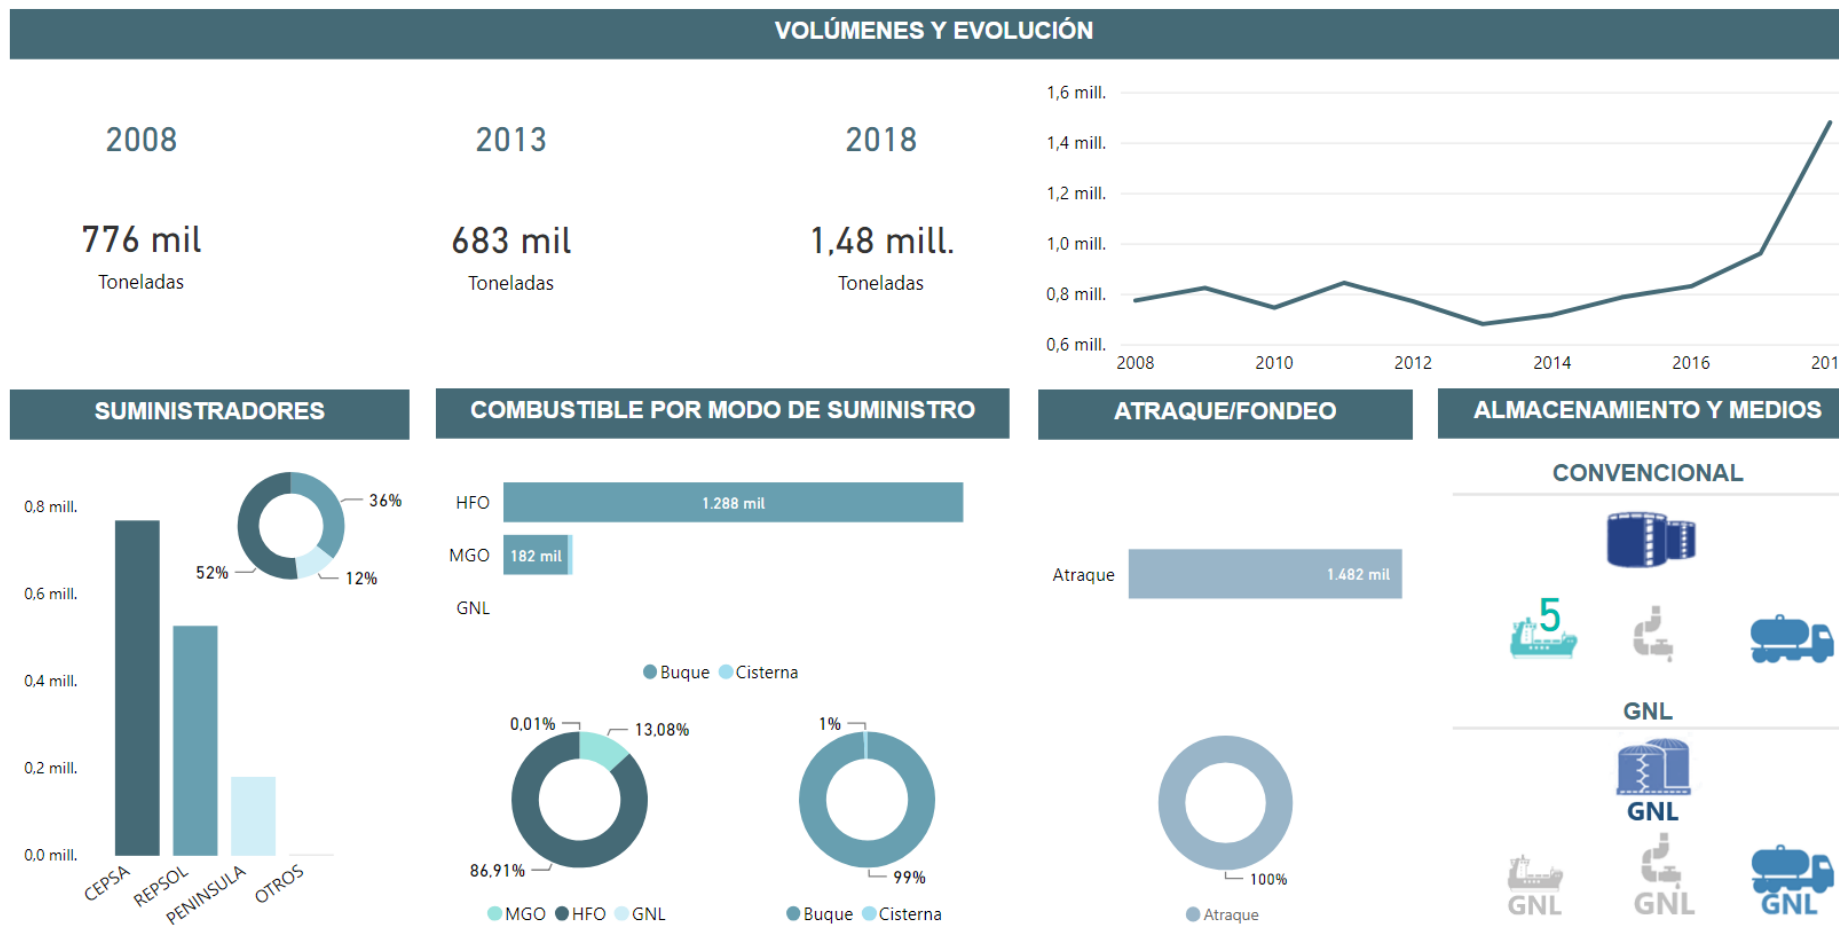 VOLÚMENES Y EVOLUCIÓN
2008
2013
2018
776 mil
Toneladas
683 mil
Toneladas
1,48 mill.
Toneladas
1,6 mill.
1,4 mill.
1,2 mill.
1,0 mill.
0,8 mill.
0,6 mill.
2008 2010 2012 2014 2016 201
SUMINISTRADORES
0,8 mill.
0,6 mill.
0,4 mill.
0,2 mill.
0,0 mill.
36%
52%
12%
CEPSA
REPSOL
PENINSULA
OTROS
COMBUSTIBLE POR MODO DE SUMINISTRO
HFO
1.288 mil
MGO
182 mil
GNL
Buque Cisterna
0,01%
13,08%
86,91%
MGO HFO GNL
1%
99%
Buque Cisterna
ATRAQUE/FONDEO
Atraque
1.482 mil
100%
Atraque
ALMACENAMIENTO Y MEDIOS
CONVENCIONAL
5
GNL
GNL
GNL
GNL
GNL